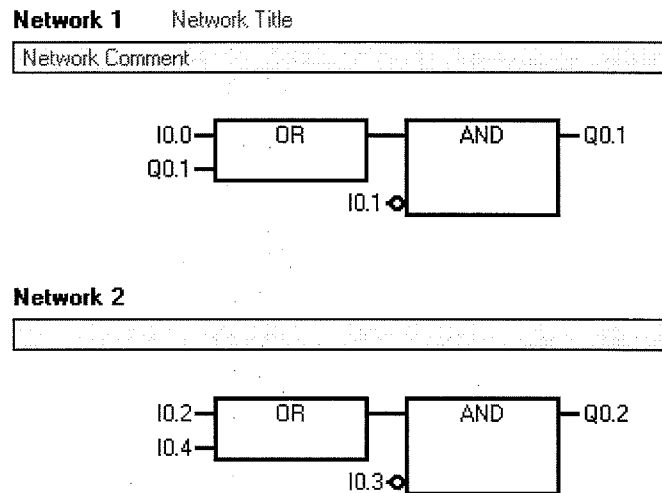 Network 1 Network Title
Network Comment
I0.0 OR AND Q0.1
Q0.1
I0.1
Network 2
I0.2 OR AND Q0.2
I0.4
I0.3